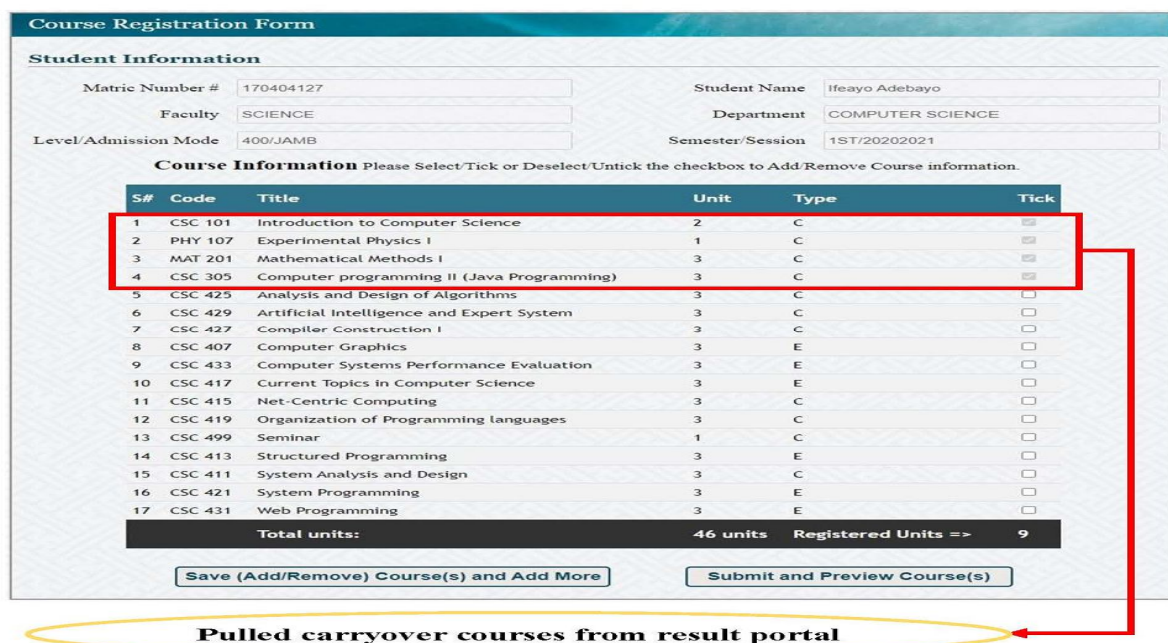 Course Registration Form
Student Information
Matric Number # 170404127 Student Name Ifeayo Adebayo
Faculty SCIENCE Department COMPUTER SCIENCE
Level/Admission Mode 400/JAMB Semester/Session 1ST/20202021
Course Information Please Select/Tick or Deselect/Untick the checkbox to Add/Remove Course information.
S# Code Title Unit Type Tick
1 CSC 101 Introduction to Computer Science 2 C
2 PHY 107 Experimental Physics I 1 C
3 MAT 201 Mathematical Methods I 3 C
4 CSC 305 Computer programming II (Java Programming) 3 C
5 CSC 425 Analysis and Design of Algorithms 3 C
6 CSC 429 Artificial Intelligence and Expert System 3 C
7 CSC 427 Compiler Construction I 3 C
8 CSC 407 Computer Graphics 3 E
9 CSC 433 Computer Systems Performance Evaluation 3 E
10 CSC 417 Current Topics in Computer Science 3 E
11 CSC 415 Net-Centric Computing 3 C
12 CSC 419 Organization of Programming languages 3 C
13 CSC 499 Seminar 1 C
14 CSC 413 Structured Programming 3 E
15 CSC 411 System Analysis and Design 3 C
16 CSC 421 System Programming 3 E
17 CSC 431 Web Programming 3 E
Total units: 46 units Registered Units => 9
Save (Add/Remove) Course(s) and Add More Submit and Preview Course(s)
Pulled carryover courses from result portal